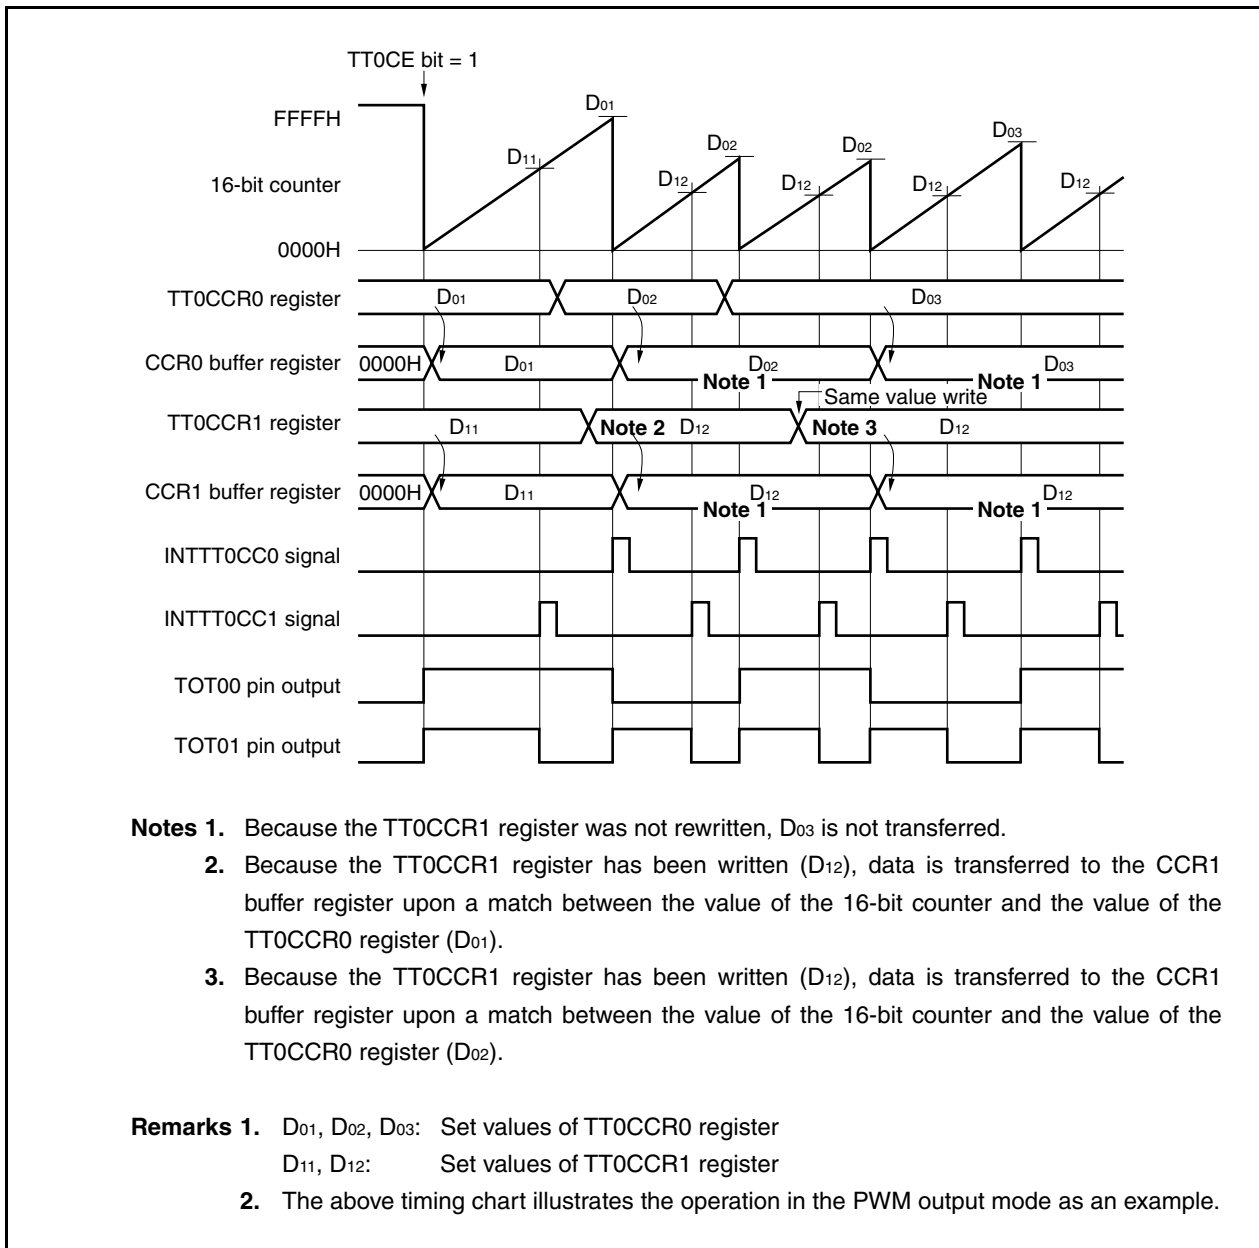 TT0CE bit = 1
FFFFH
16-bit counter
0000H
D01
D11
D02
D12
D02
D12
D03
D12
D12
TT0CCR0 register
D01
D02
D03
CCR0 buffer register
0000H
D01
D02
Note 1
D03
Note 1
Same value write
TT0CCR1 register
D11
Note 2
D12
Note 3
D12
CCR1 buffer register
0000H
D11
D12
Note 1
D12
Note 1
INTTT0CC0 signal
INTTT0CC1 signal
TOT00 pin output
TOT01 pin output
Notes 1. Because the TT0CCR1 register was not rewritten, D03 is not transferred.
2. Because the TT0CCR1 register has been written (D12), data is transferred to the CCR1
buffer register upon a match between the value of the 16-bit counter and the value of the
TT0CCR0 register (D01).
3. Because the TT0CCR1 register has been written (D12), data is transferred to the CCR1
buffer register upon a match between the value of the 16-bit counter and the value of the
TT0CCR0 register (D02).
Remarks 1. D01, D02, D03: Set values of TT0CCR0 register
D11, D12: Set values of TT0CCR1 register
2. The above timing chart illustrates the operation in the PWM output mode as an example.